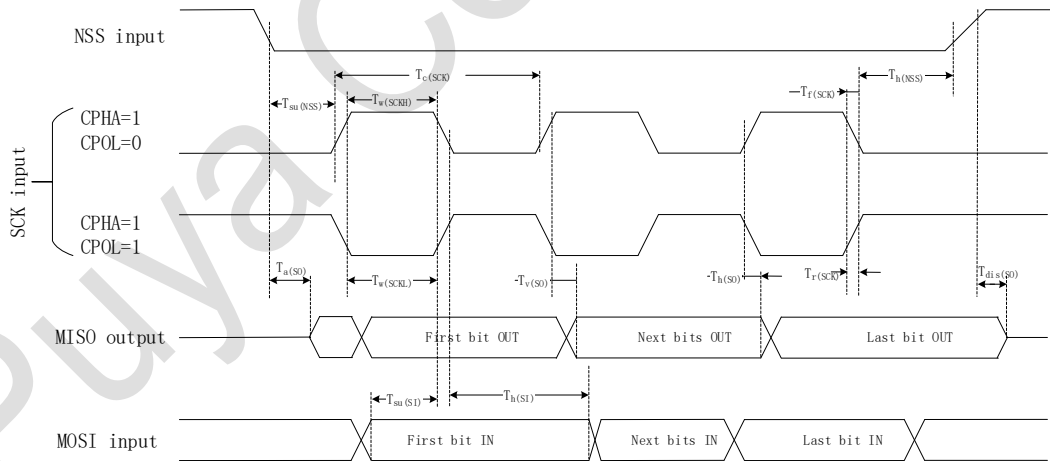 NSS input
Tc(SCK)
Th(NSS)
Tsu(NSS)
Tw(SCKH)
Tf(SCK)
CPHA=1
CPOL=0
SCK input
CPHA=1
CPOL=1
Ta(SO)
Tw(SCKL)
Tv(SO)
Th(SO)
Tr(SCK)
Tdis(SO)
MISO output
First bit OUT
Next bits OUT
Last bit OUT
Tsu(SI)
Th(SI)
MOSI input
First bit IN
Next bits IN
Last bit IN
Puya C